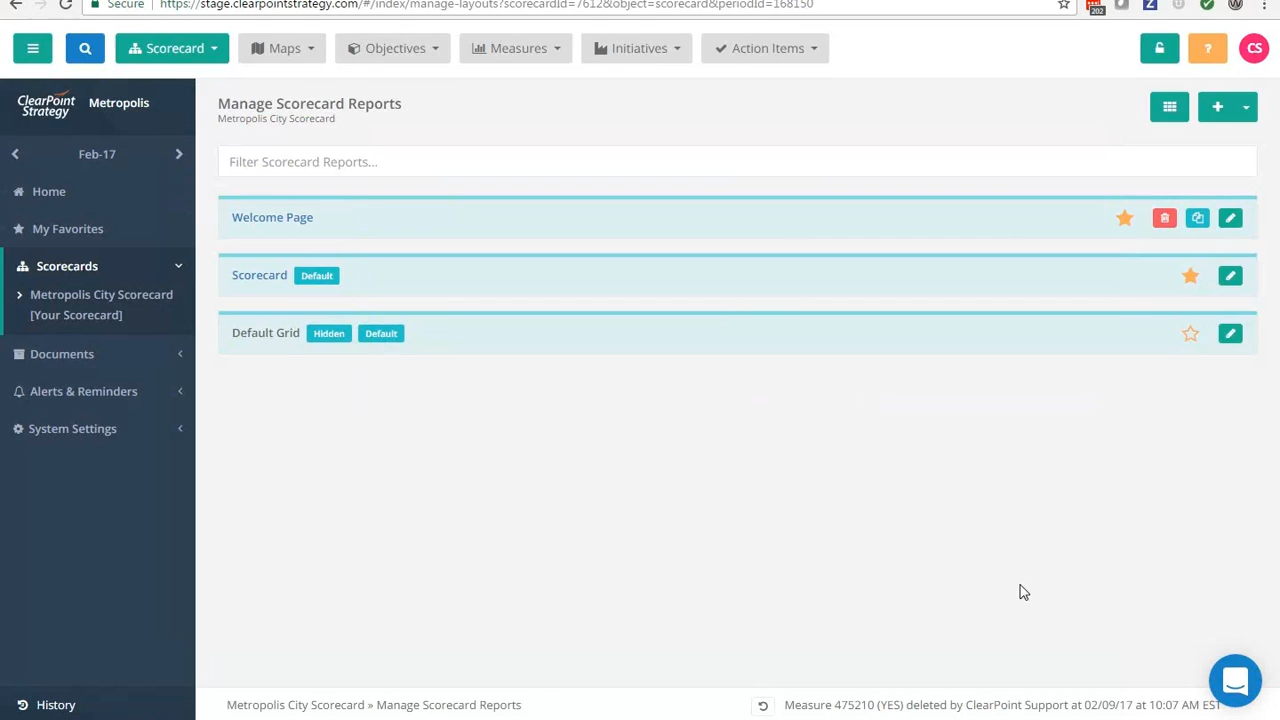 Secure https://stage.clearpointstrategy.com/#/index/manage-layouts?scorecardId=7612&object=scorecard&periodId=168150
202
Z
W
Scorecard Maps Objectives Measures Initiatives Action Items
? CS
ClearPoint Strategy Metropolis
Manage Scorecard Reports
Metropolis City Scorecard
Feb-17
Filter Scorecard Reports...
Home
Welcome Page
My Favorites
Scorecards
Scorecard Default
Metropolis City Scorecard
[Your Scorecard]
Default Grid Hidden Default
Documents
Alerts & Reminders
System Settings
History
Metropolis City Scorecard » Manage Scorecard Reports
Measure 475210 (YES) deleted by ClearPoint Support at 02/09/17 at 10:07 AM EST